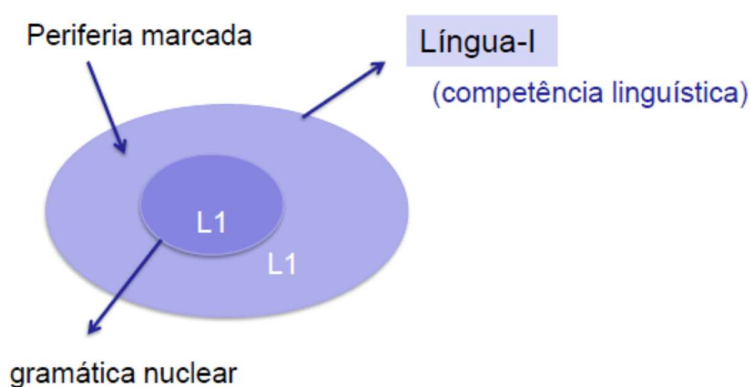 Periferia marcada
Língua-I
(competência linguística)
L1
L1
gramática nuclear